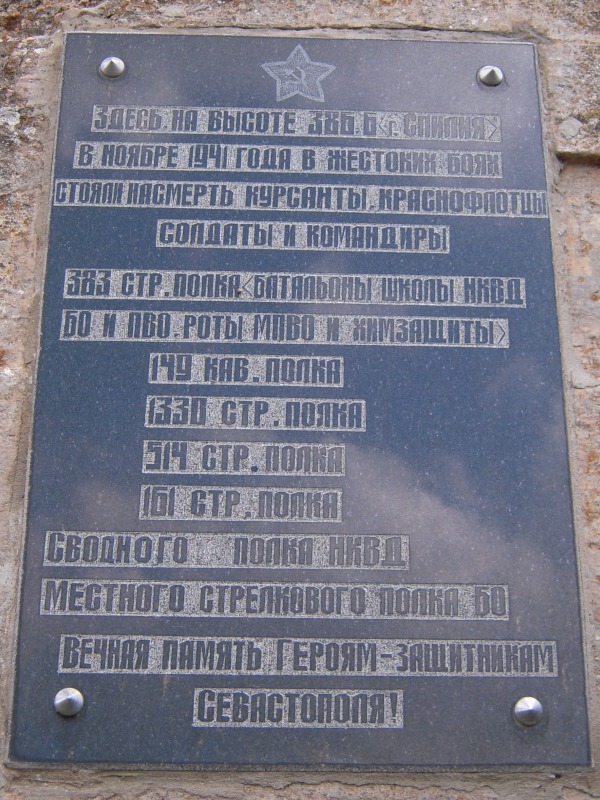 Здесь, на высоте 386.6 <г. Спилия>
в ноябре 1941 года в жестоких боях
стояли насмерть курсанты, краснофлотцы
солдаты и командиры
383 стр. полка <батальоны школы НКВД
БО и ПВО. роты МПВО и химзащиты>
149 кав. полка
1330 стр. полка
514 стр. полка
161 стр. полка
Сводного полка НКВД
Местного стрелкового полка БО
Вечная память Героям-защитникам
Севастополя!